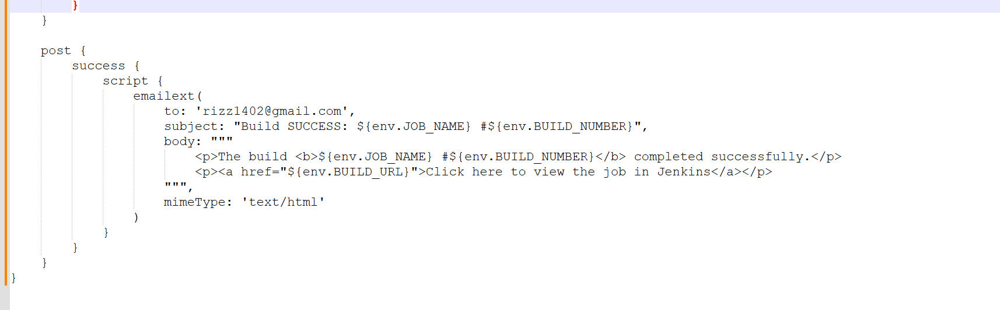 }
}
post {
success {
script {
emailext(
to: 'rizz1402@gmail.com',
subject: "Build SUCCESS: ${env.JOB_NAME} #${env.BUILD_NUMBER}",
body: """
<p>The build <b>${env.JOB_NAME} #${env.BUILD_NUMBER}</b> completed successfully.</p>
<p><a href="${env.BUILD_URL}">Click here to view the job in Jenkins</a></p>
""",
mimeType: 'text/html'
)
}
}
}
}